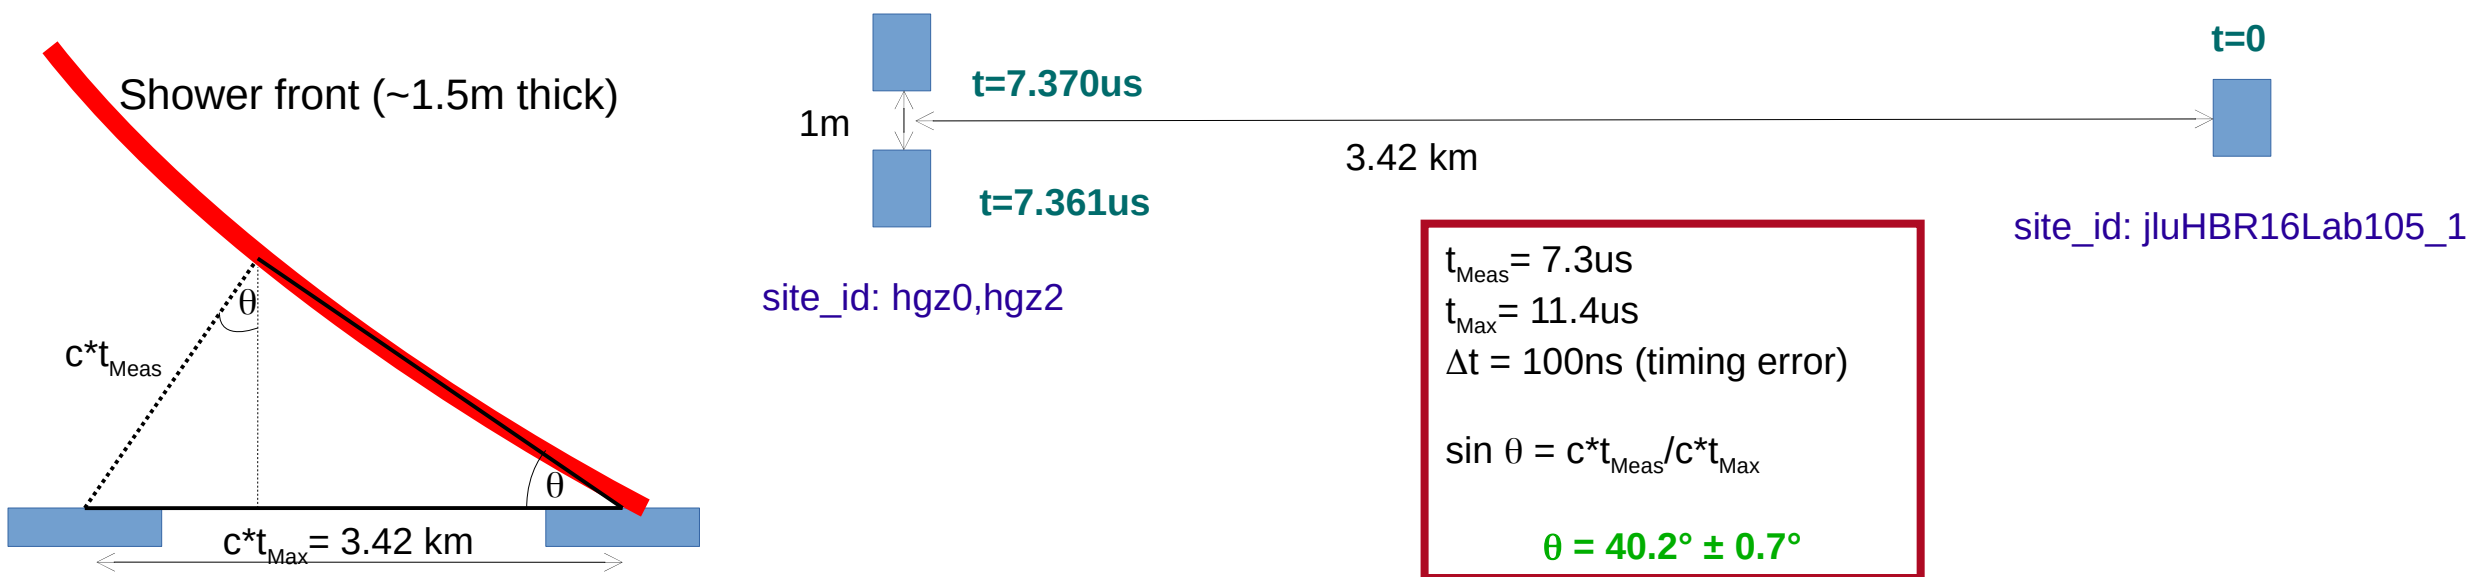 Shower front (~1.5m thick)
θ
c*tMeas
θ
c*tMax= 3.42 km
t=7.370us
1m
t=7.361us
3.42 km
t=0
site_id: hgz0,hgz2
site_id: jluHBR16Lab105_1
tMeas= 7.3us
tMax= 11.4us
Δt = 100ns (timing error)
sin θ = c*tMeas/c*tMax
θ = 40.2° ± 0.7°